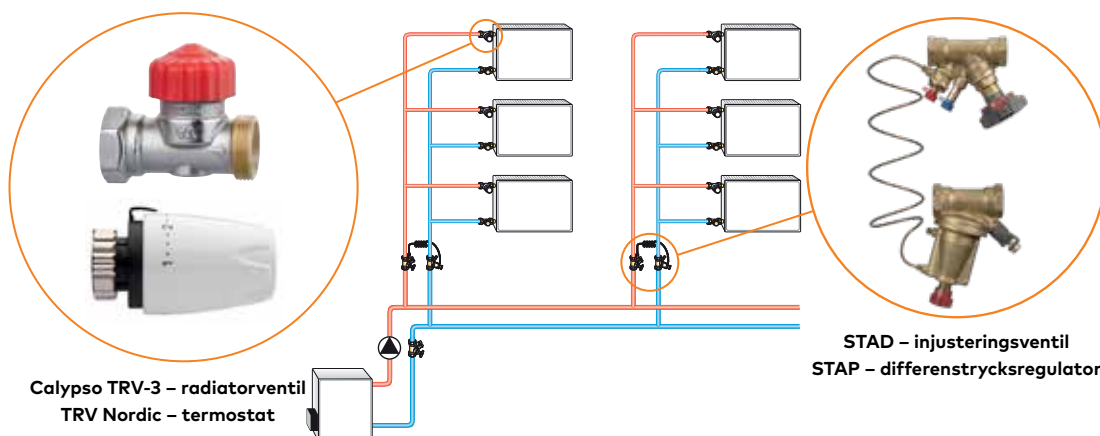 Calypso TRV-3 – radiatorventil
TRV Nordic – termostat
STAD – injusteringsventil
STAP – differenstrycksregulator